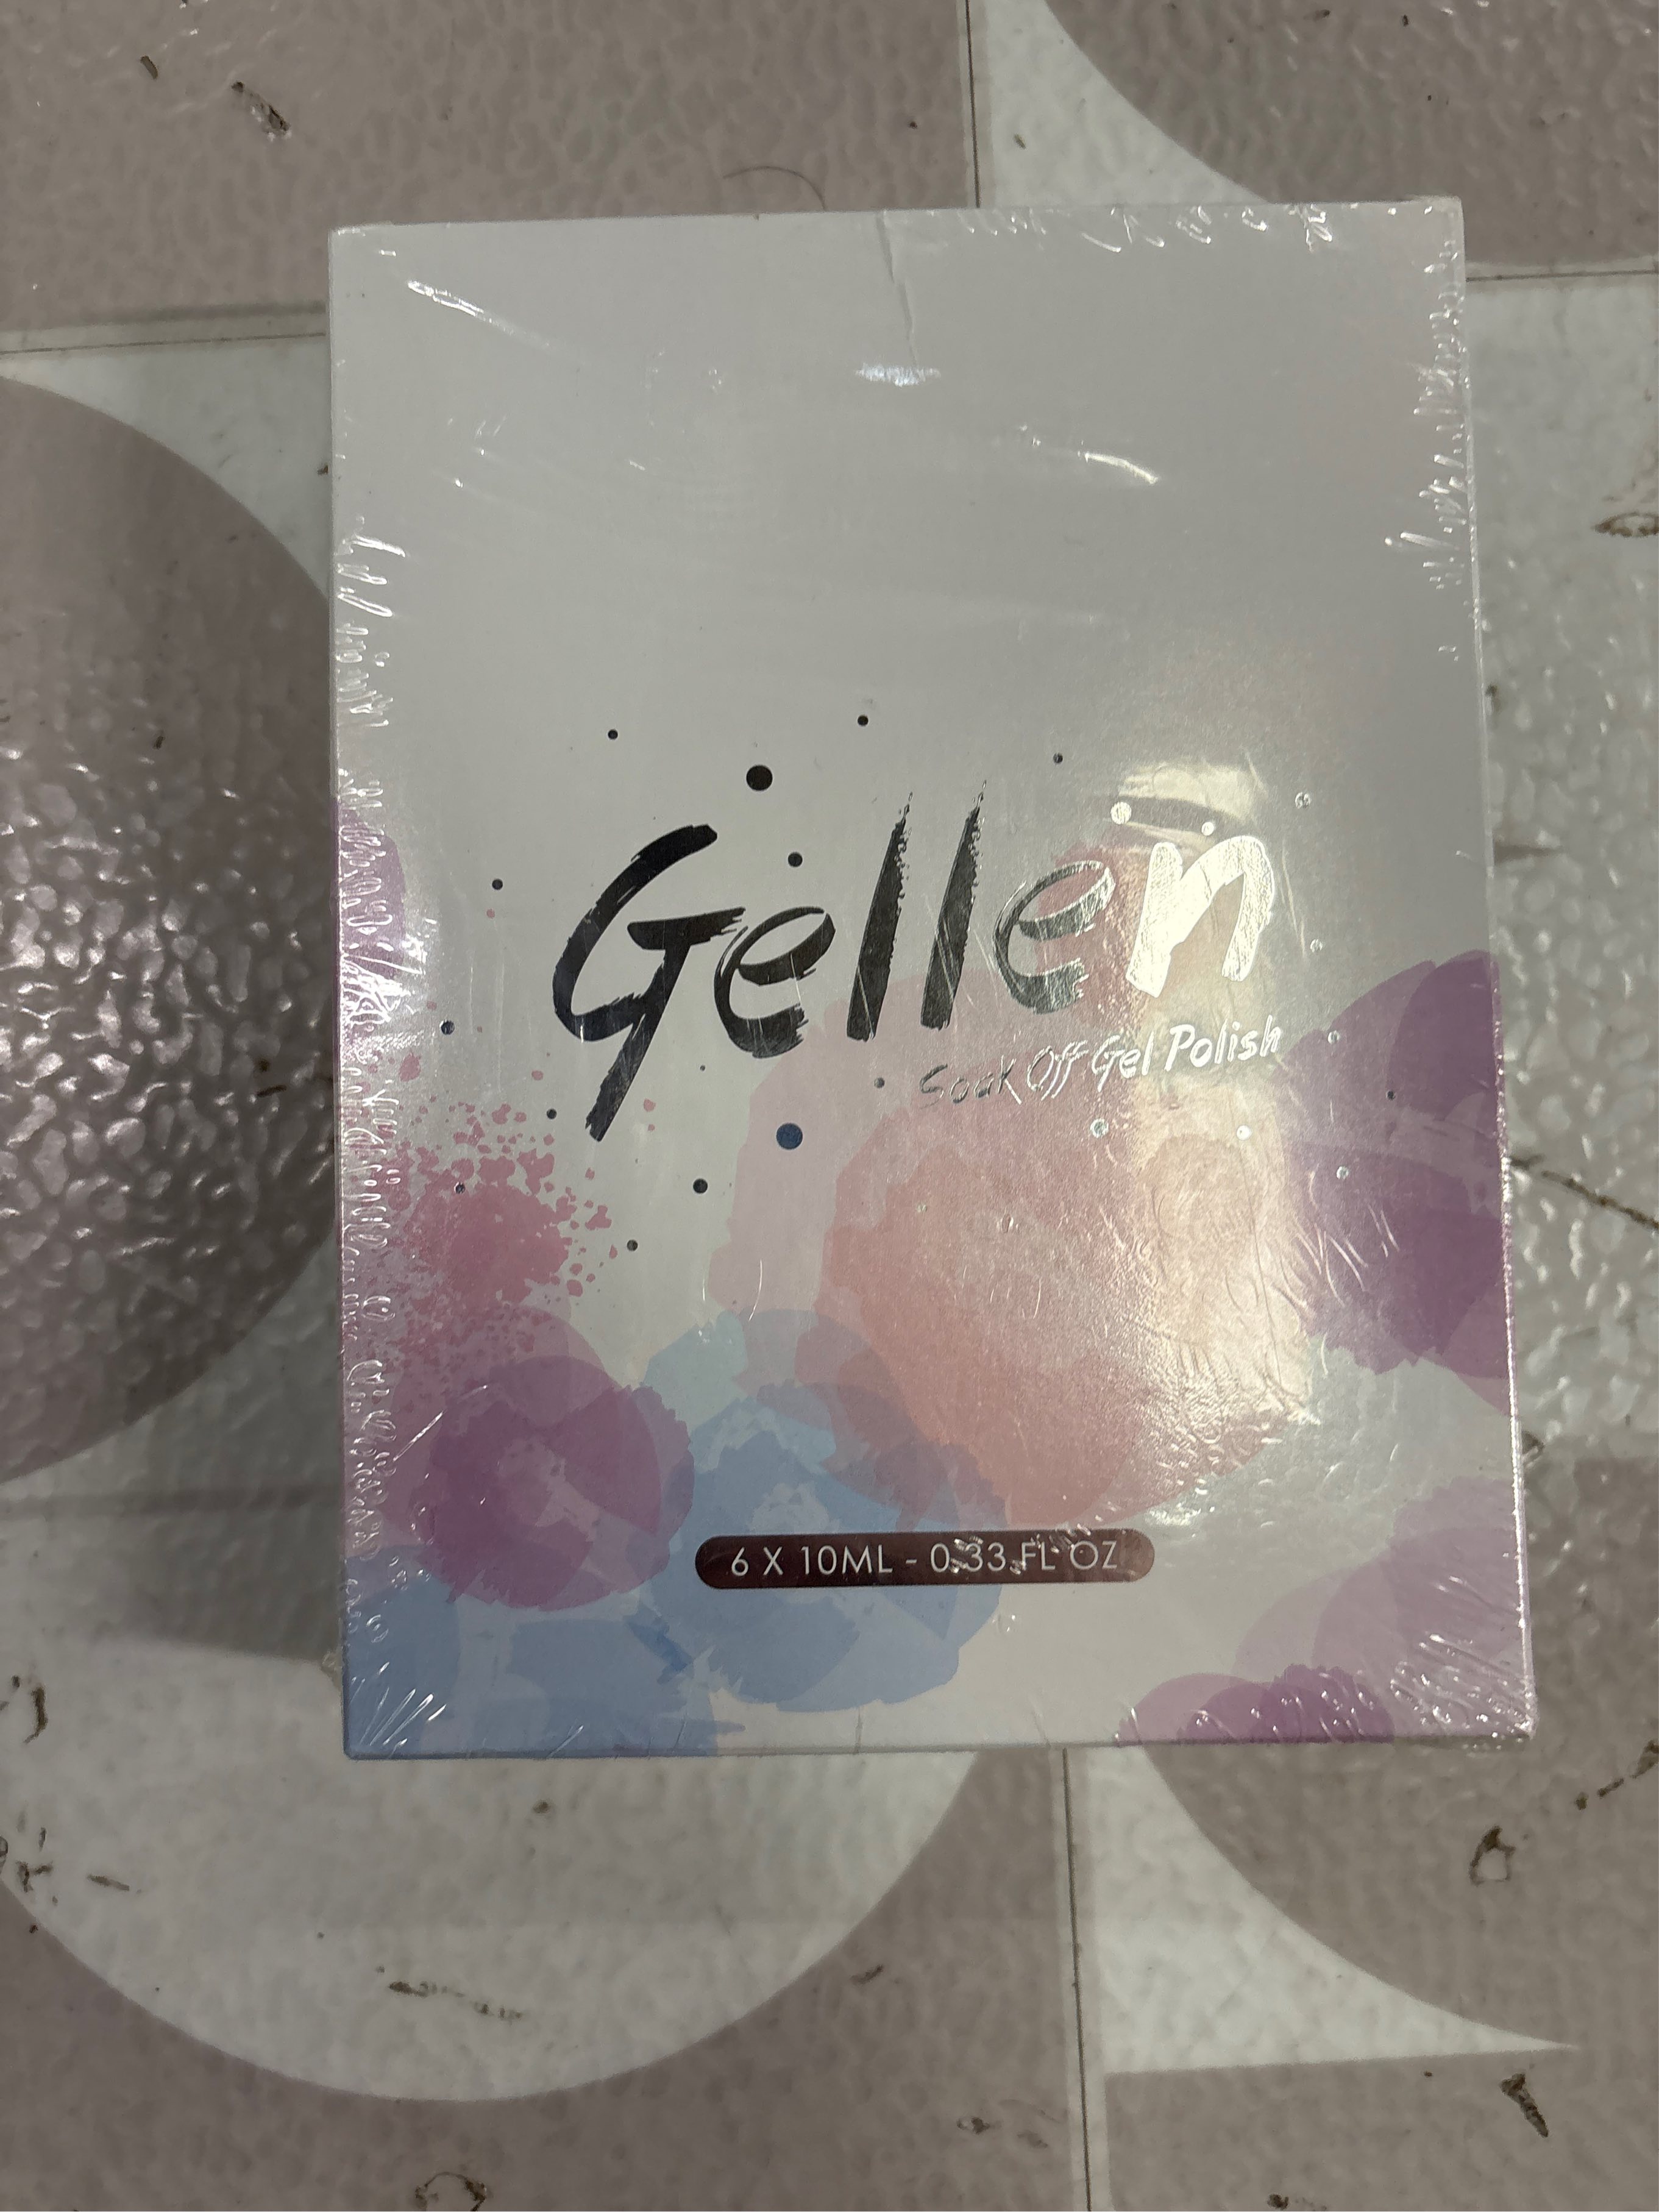 Gellen
Soak Off Gel Polish
6 X 10ML - 0.33 FL OZ